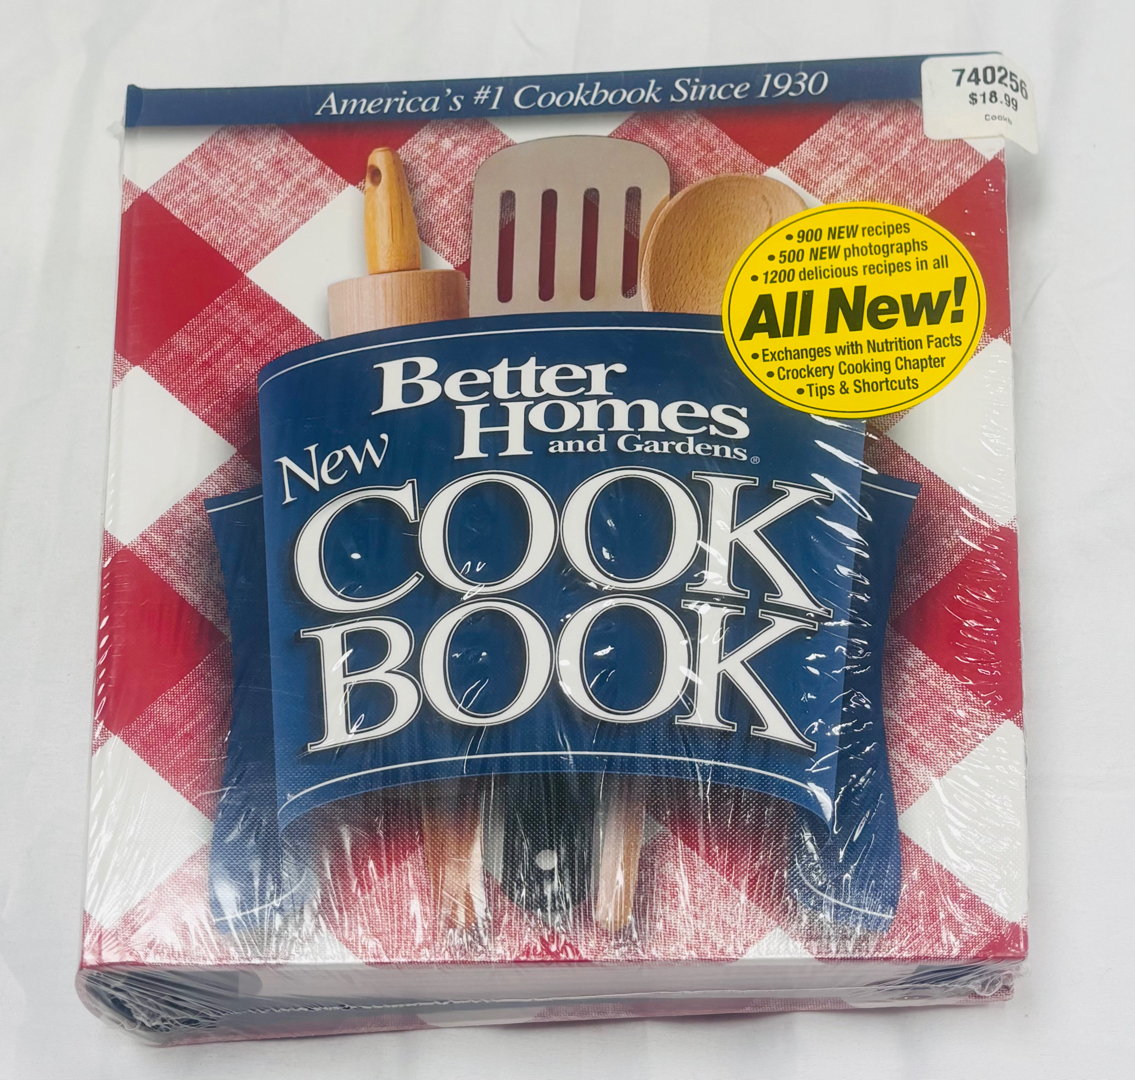 America's #1 Cookbook Since 1930
740256
$18.99
• 900 NEW recipes
• 500 NEW photographs
• 1200 delicious recipes in all
All New!
• Exchanges with Nutrition Facts
• Crockery Cooking Chapter
• Tips & Shortcuts
Better
Homes
and Gardens®
New
COOK
BOOK